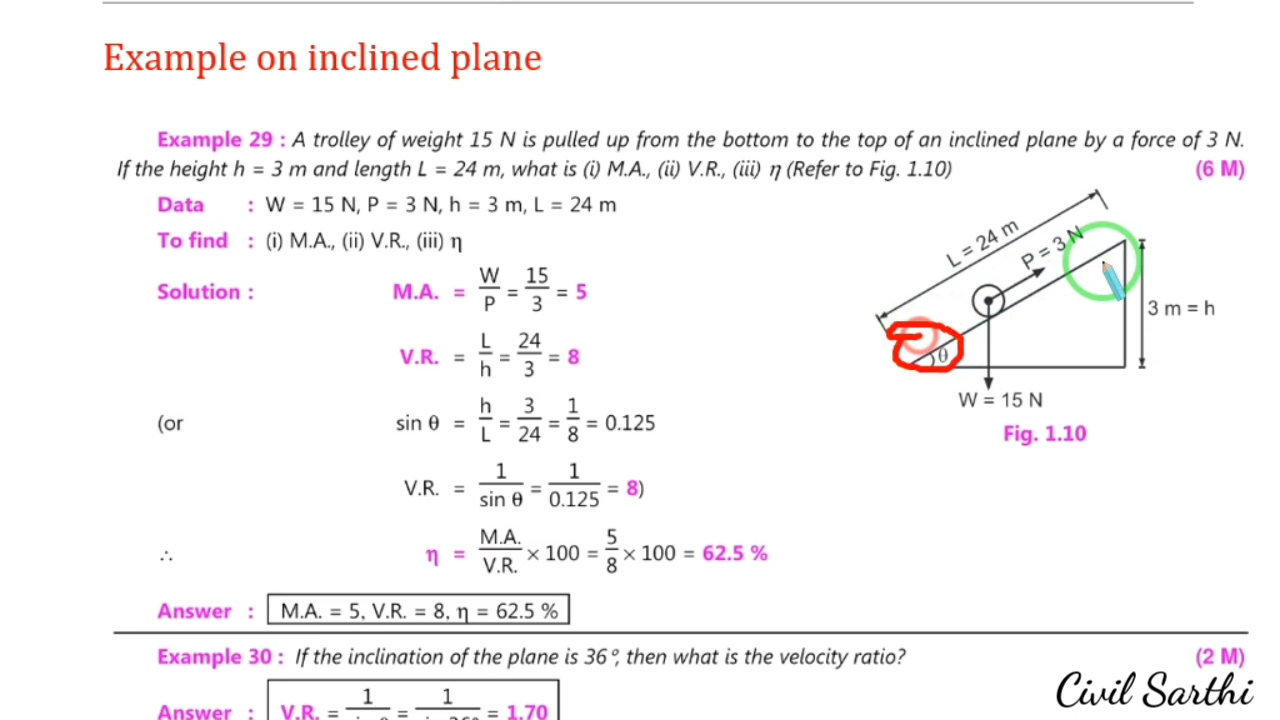 Example on inclined plane
Example 29 : A trolley of weight 15 N is pulled up from the bottom to the top of an inclined plane by a force of 3 N.
If the height h = 3 m and length L = 24 m, what is (i) M.A., (ii) V.R., (iii) η (Refer to Fig. 1.10) (6 M)
Data : W = 15 N, P = 3 N, h = 3 m, L = 24 m
To find : (i) M.A., (ii) V.R., (iii) η
Solution : M.A. = W/P = 15/3 = 5
V.R. = L/h = 24/3 = 8
(or sin θ = h/L = 3/24 = 1/8 = 0.125
V.R. = 1/sin θ = 1/0.125 = 8)
∴ η = M.A./V.R. × 100 = 5/8 × 100 = 62.5 %
Answer : M.A. = 5, V.R. = 8, η = 62.5 %
L = 24 m
P = 3 N
3 m = h
θ
W = 15 N
Fig. 1.10
Example 30 : If the inclination of the plane is 36°, then what is the velocity ratio? (2 M)
Answer : V.R. = 1 = 1 = 1.70
Civil Sarthi